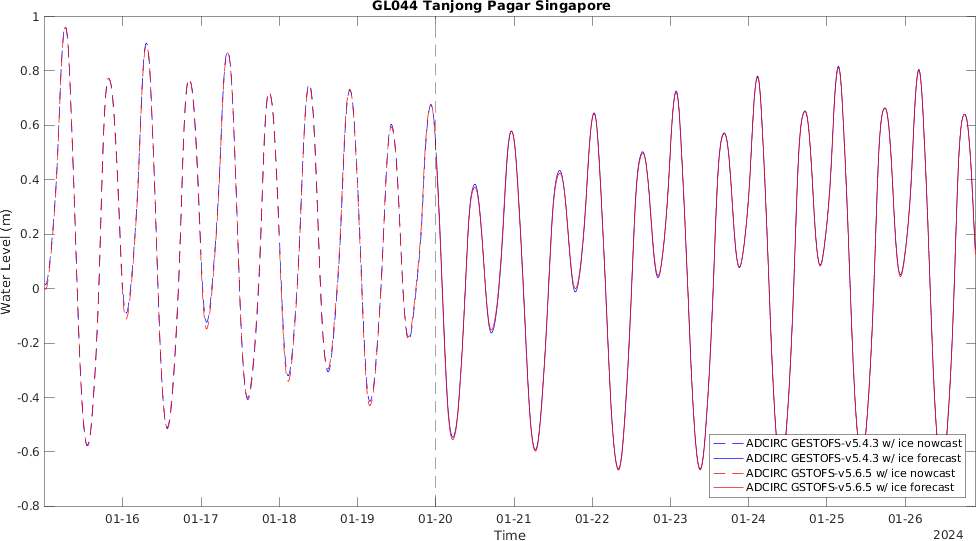 GL044 Tanjong Pagar Singapore
1
0.8
0.6
0.4
0.2
0
-0.2
-0.4
-0.6
-0.8
Water Level (m)
ADCIRC GESTOFS-v5.4.3 w/ ice nowcast
ADCIRC GESTOFS-v5.4.3 w/ ice forecast
ADCIRC GSTOFS-v5.6.5 w/ ice nowcast
ADCIRC GSTOFS-v5.6.5 w/ ice forecast
01-16 01-17 01-18 01-19 01-20 01-21 01-22 01-23 01-24 01-25 01-26
Time
2024